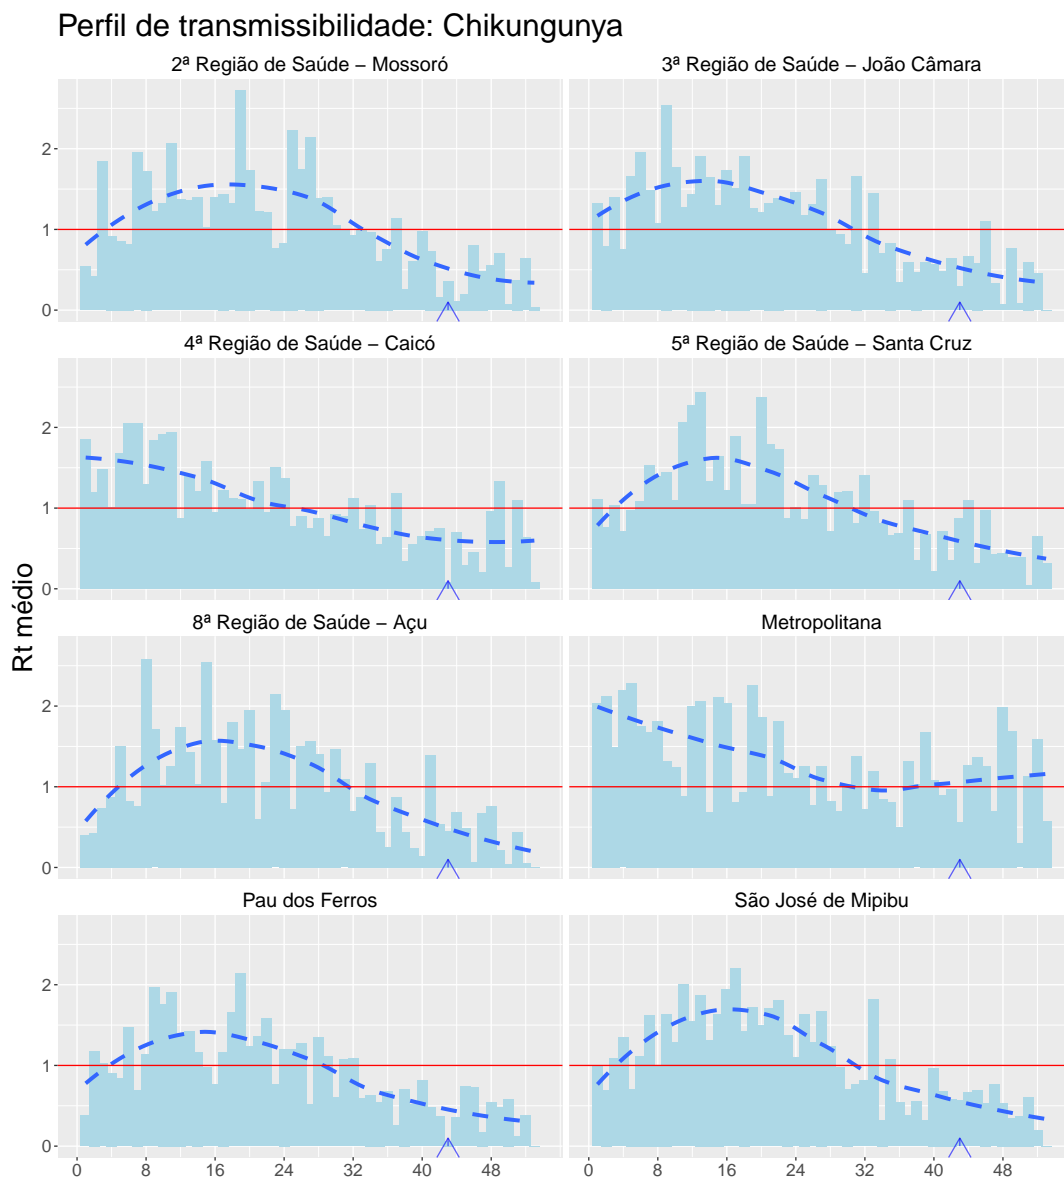 Perfil de transmissibilidade: Chikungunya
2ª Região de Saúde – Mossoró
3ª Região de Saúde – João Câmara
2
1
0
4ª Região de Saúde – Caicó
5ª Região de Saúde – Santa Cruz
2
1
0
Rt médio
8ª Região de Saúde – Açu
Metropolitana
2
1
0
Pau dos Ferros
São José de Mipibu
2
1
0
0 8 16 24 32 40 48
0 8 16 24 32 40 48